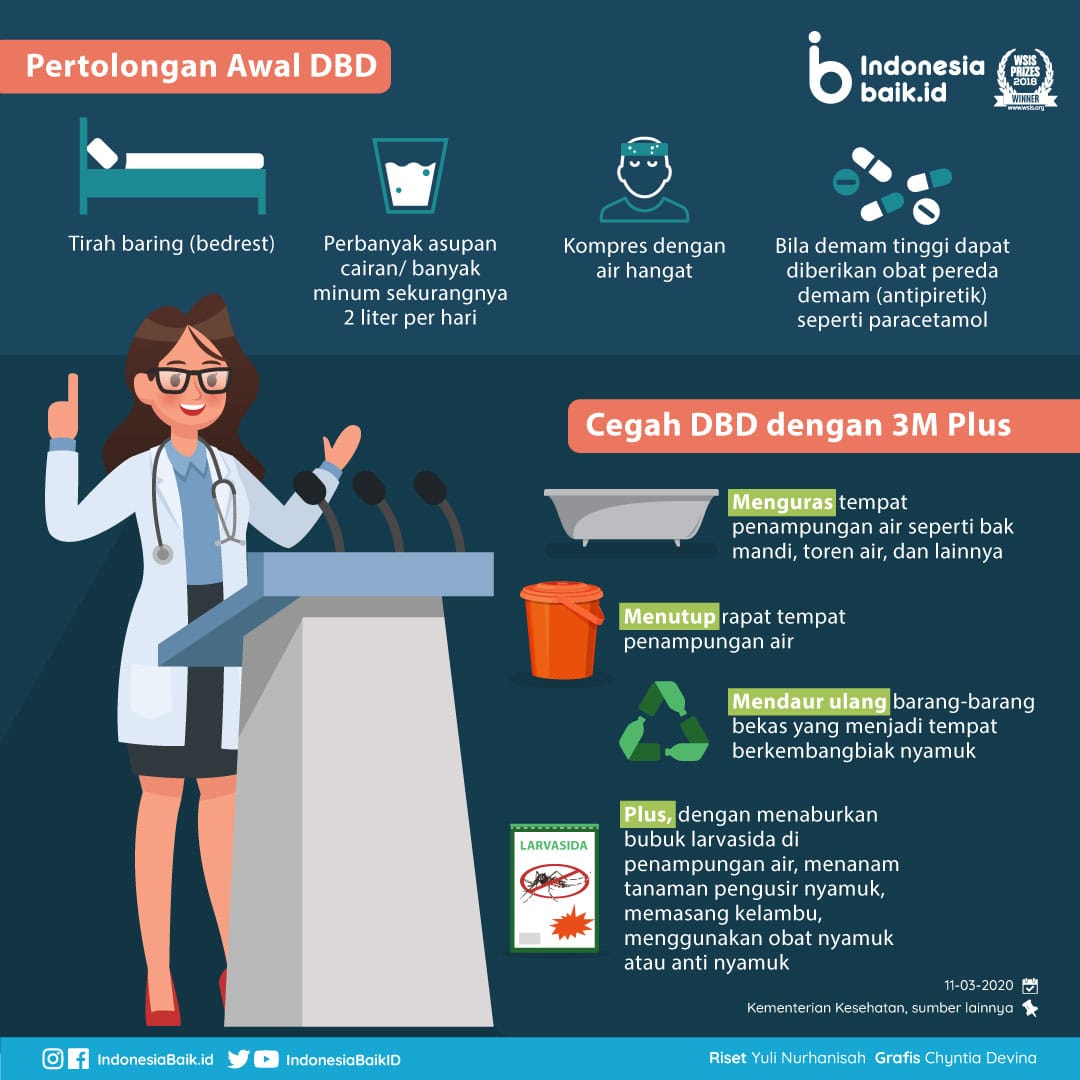 Pertolongan Awal DBD
Indonesia
baik.id
WSIS
PRIZES
2018
WINNER
www.wsis.org
Tirah baring (bedrest)
Perbanyak asupan
cairan/ banyak
minum sekurangnya
2 liter per hari
Kompres dengan
air hangat
Bila demam tinggi dapat
diberikan obat pereda
demam (antipiretik)
seperti paracetamol
Cegah DBD dengan 3M Plus
Menguras tempat
penampungan air seperti bak
mandi, toren air, dan lainnya
Menutup rapat tempat
penampungan air
Mendaur ulang barang-barang
bekas yang menjadi tempat
berkembangbiak nyamuk
LARVASIDA
Plus, dengan menaburkan
bubuk larvasida di
penampungan air, menanam
tanaman pengusir nyamuk,
memasang kelambu,
menggunakan obat nyamuk
atau anti nyamuk
11-03-2020
Kementerian Kesehatan, sumber lainnya
IndonesiaBaik.id
IndonesiaBaikID
Riset Yuli Nurhanisah Grafis Chyntia Devina